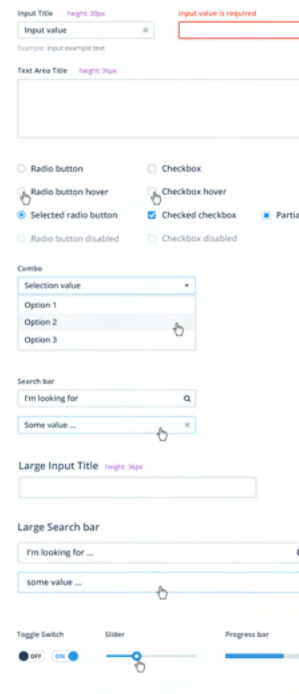 Input Title height: 30px Input value is required
Input value
Example: Input example text
Text Area Title height: 36px
Radio button Checkbox
Radio button hover Checkbox hover
Selected radio button Checked checkbox Partia
Radio button disabled Checkbox disabled
Combo
Selection value
Option 1
Option 2
Option 3
Search bar
I'm looking for
Some value ...
Large Input Title height: 36px
Large Search bar
I'm looking for ...
some value ...
Toggle Switch Slider Progress bar
OFF ON